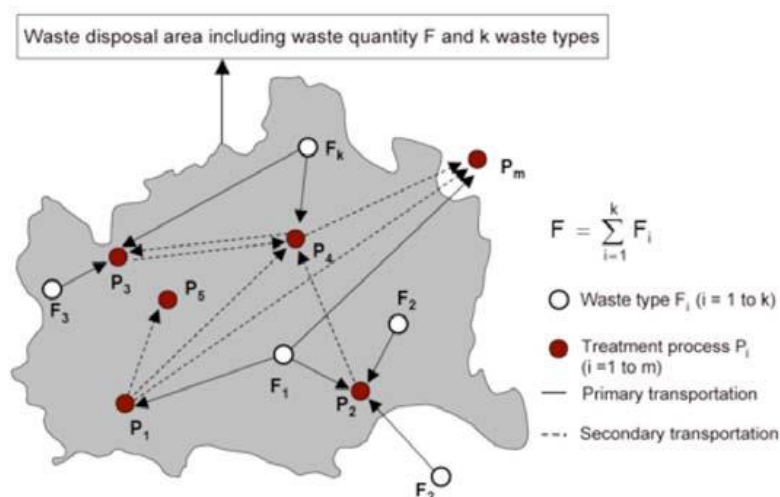 Waste disposal area including waste quantity F and k waste types
Fk
Pm
P4
P3
F3
P5
F2
F1
P1
P2
F = k∑i=1 Fi
Waste type Fi (i = 1 to k)
Treatment process Pi
(i =1 to m)
Primary transportation
Secondary transportation